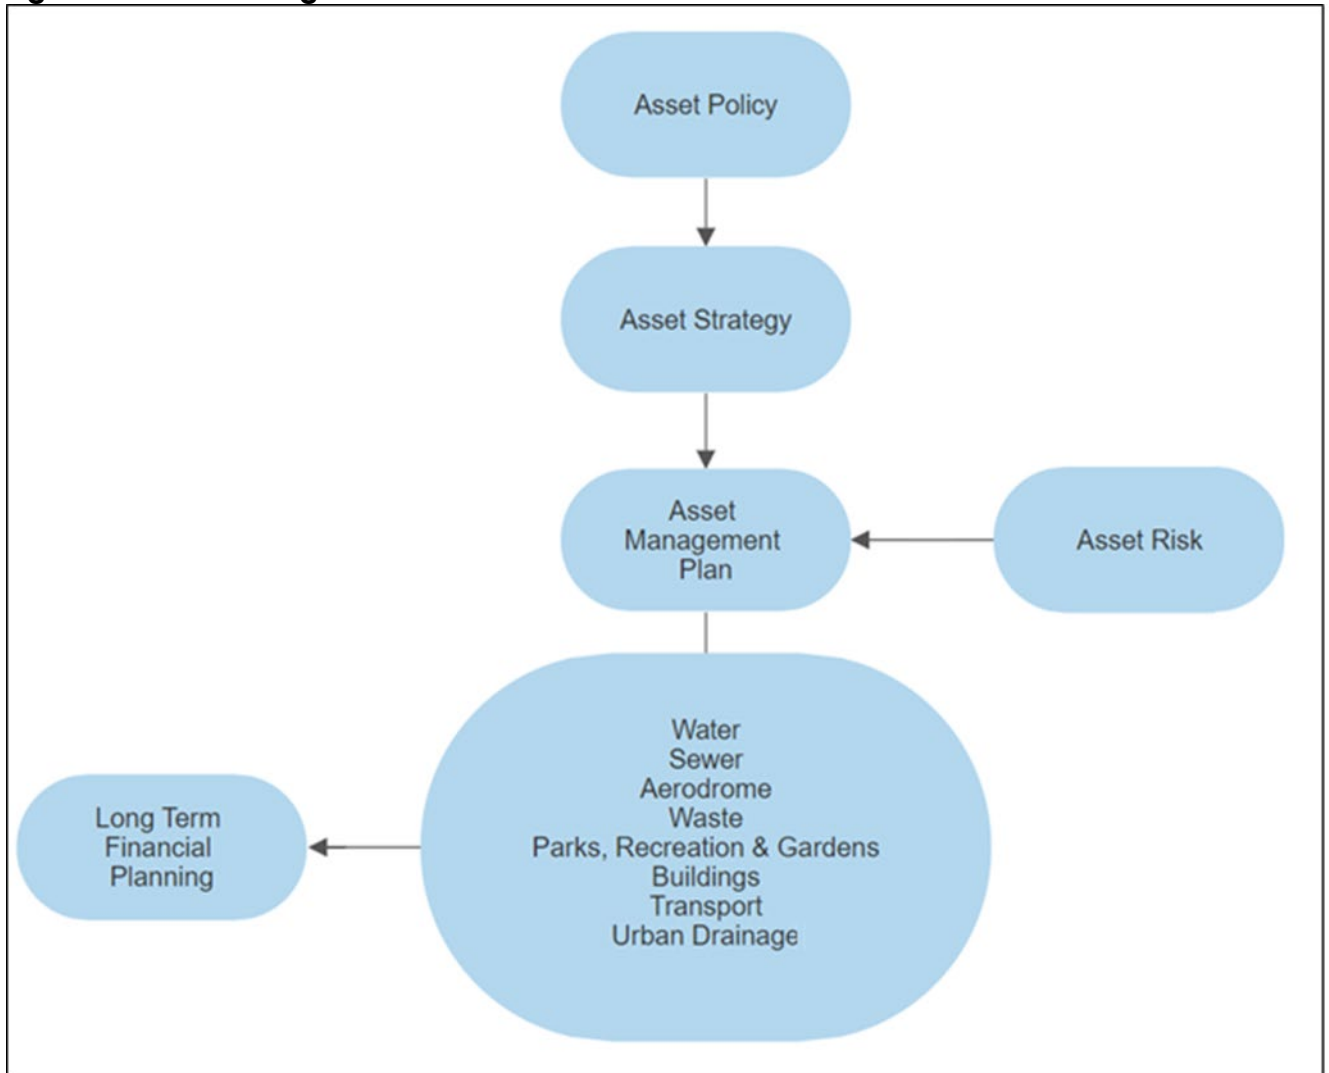 Asset Policy
Asset Strategy
Asset
Management
Plan
Asset Risk
Water
Sewer
Aerodrome
Waste
Parks, Recreation & Gardens
Buildings
Transport
Urban Drainage
Long Term
Financial
Planning